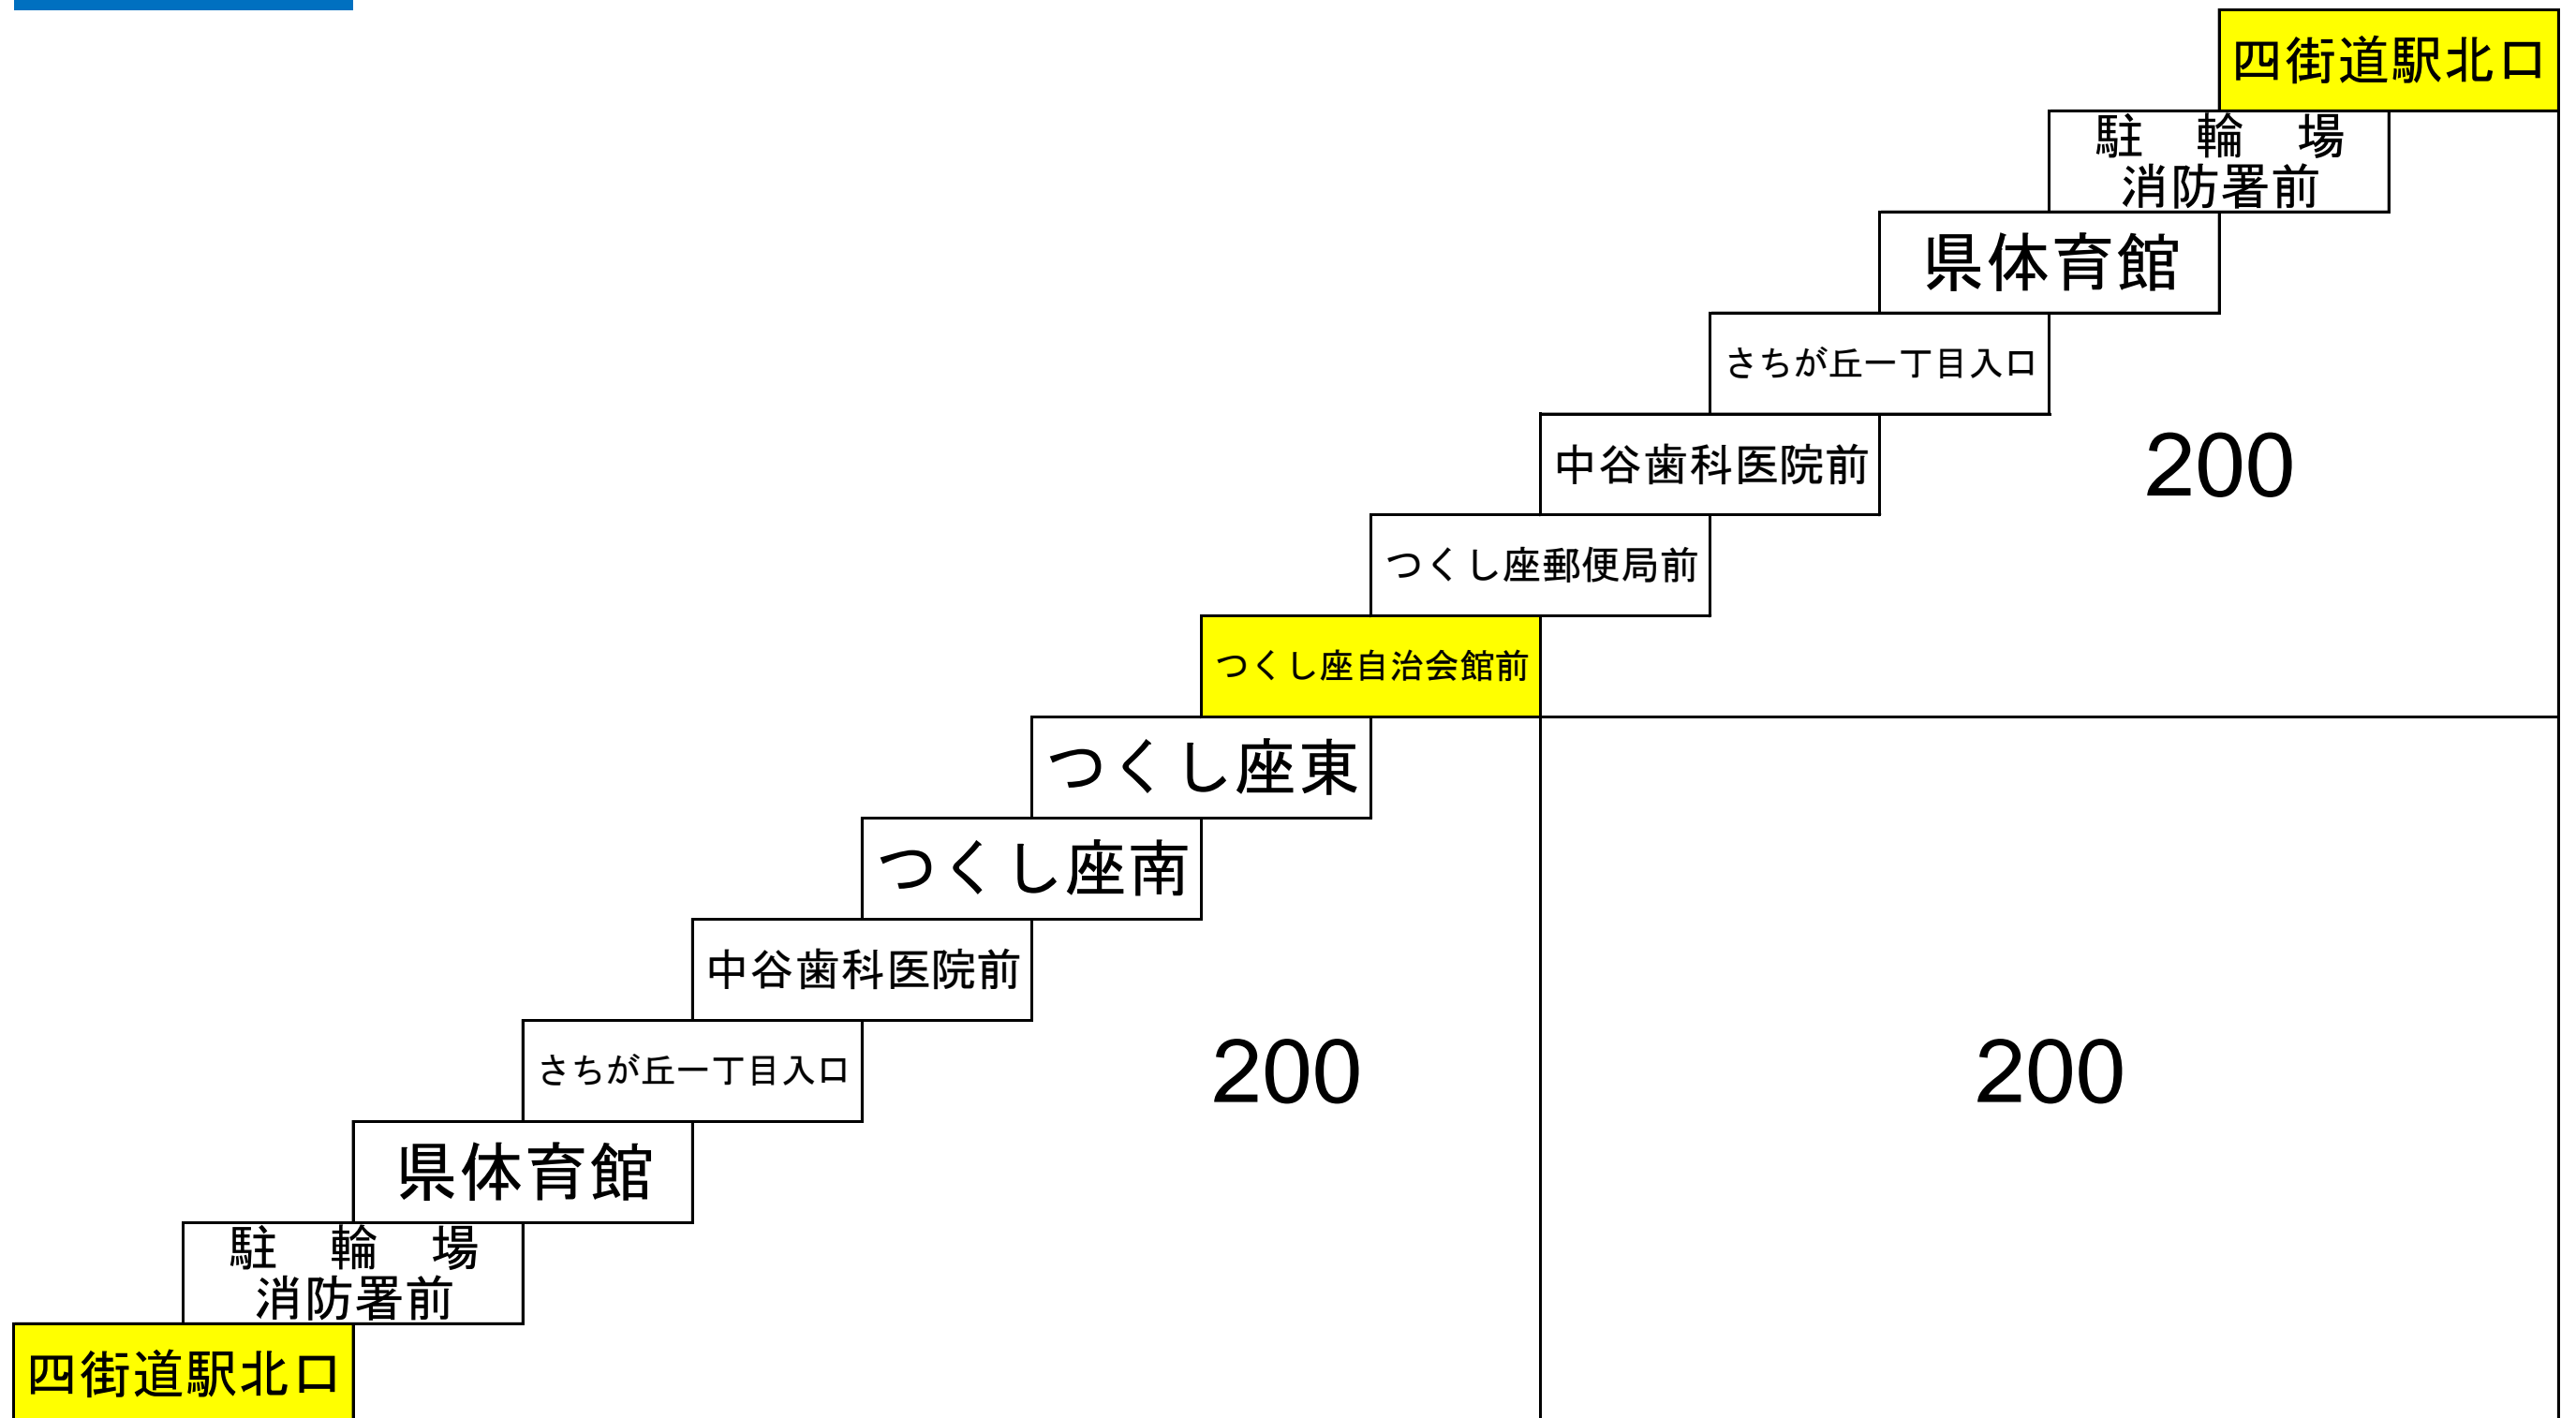 四街道駅北口
駐　輪　場
消防署前
県体育館
さちが丘一丁目入口
中谷歯科医院前
200
つくし座郵便局前
つくし座自治会館前
つくし座東
つくし座南
中谷歯科医院前
さちが丘一丁目入口
200
200
県体育館
駐　輪　場
消防署前
四街道駅北口